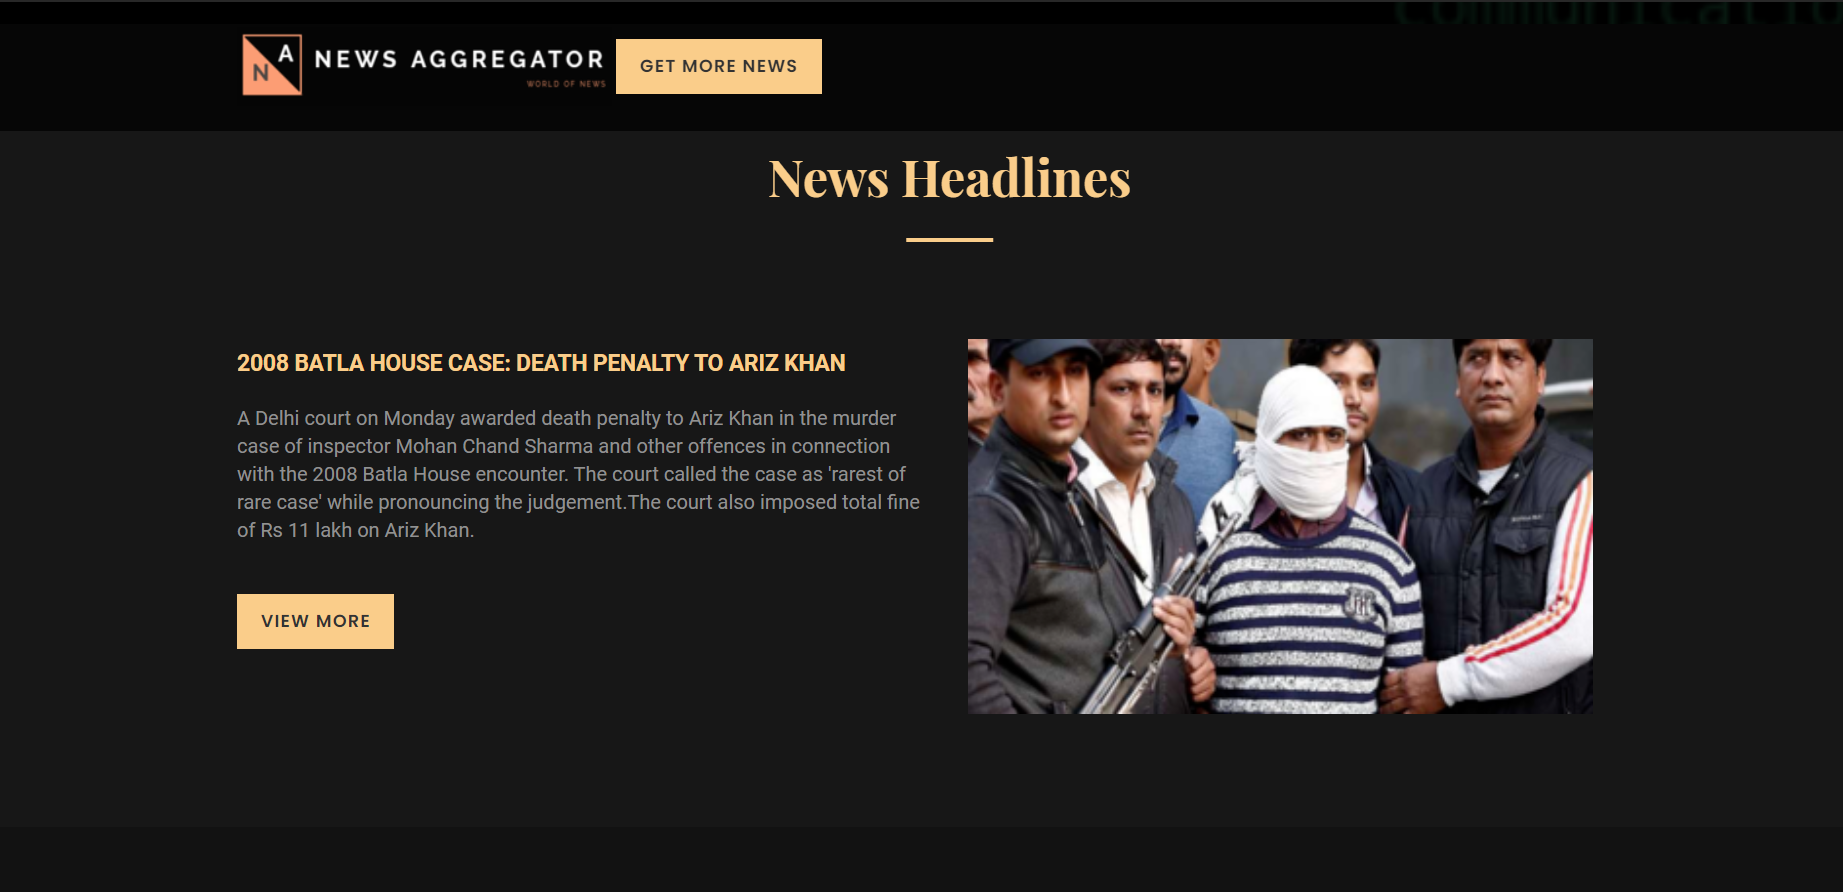 communicatio
A
N
NEWS AGGREGATOR
WORLD OF NEWS
GET MORE NEWS
News Headlines
2008 BATLA HOUSE CASE: DEATH PENALTY TO ARIZ KHAN
A Delhi court on Monday awarded death penalty to Ariz Khan in the murder
case of inspector Mohan Chand Sharma and other offences in connection
with the 2008 Batla House encounter. The court called the case as 'rarest of
rare case' while pronouncing the judgement.The court also imposed total fine
of Rs 11 lakh on Ariz Khan.
VIEW MORE